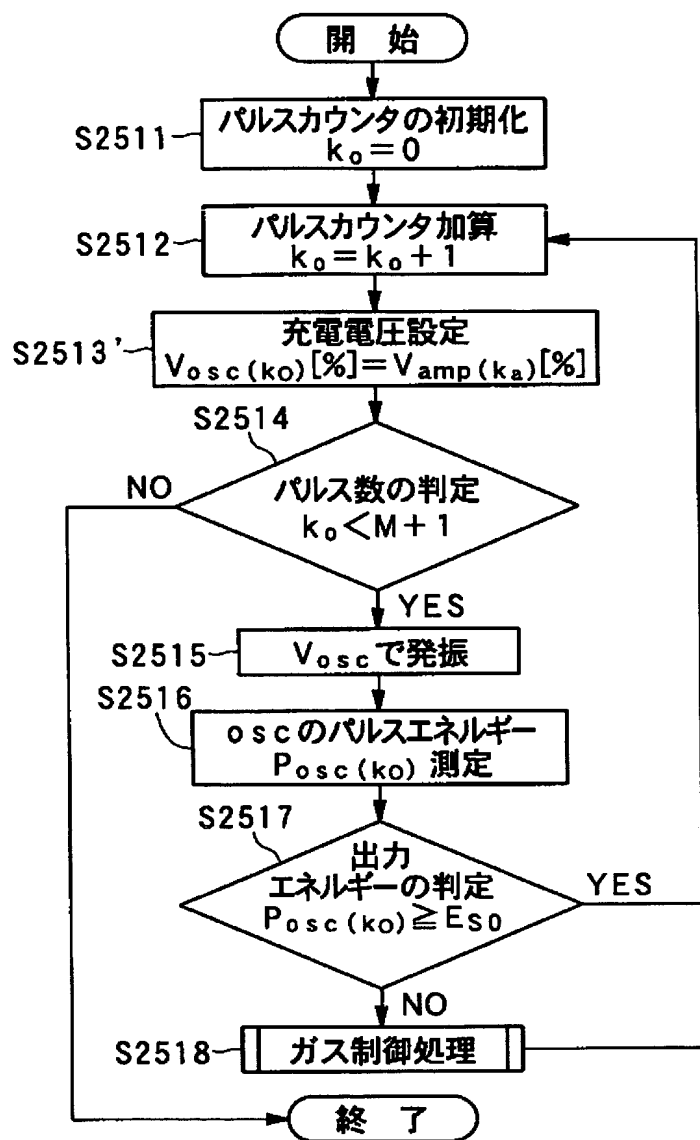 開 始
S2511
パルスカウンタの初期化
k₀=0
S2512
パルスカウンタ加算
k₀=k₀+1
S2513'
充電電圧設定
Vosc(ko)[%]=Vamp(ka)[%]
S2514
NO
パルス数の判定
k₀<M+1
YES
S2515
Voscで発振
S2516
oscのパルスエネルギー
Posc(ko) 測定
S2517
出力
エネルギーの判定
Posc(ko)≧ES0
YES
NO
S2518
ガス制御処理
終 了